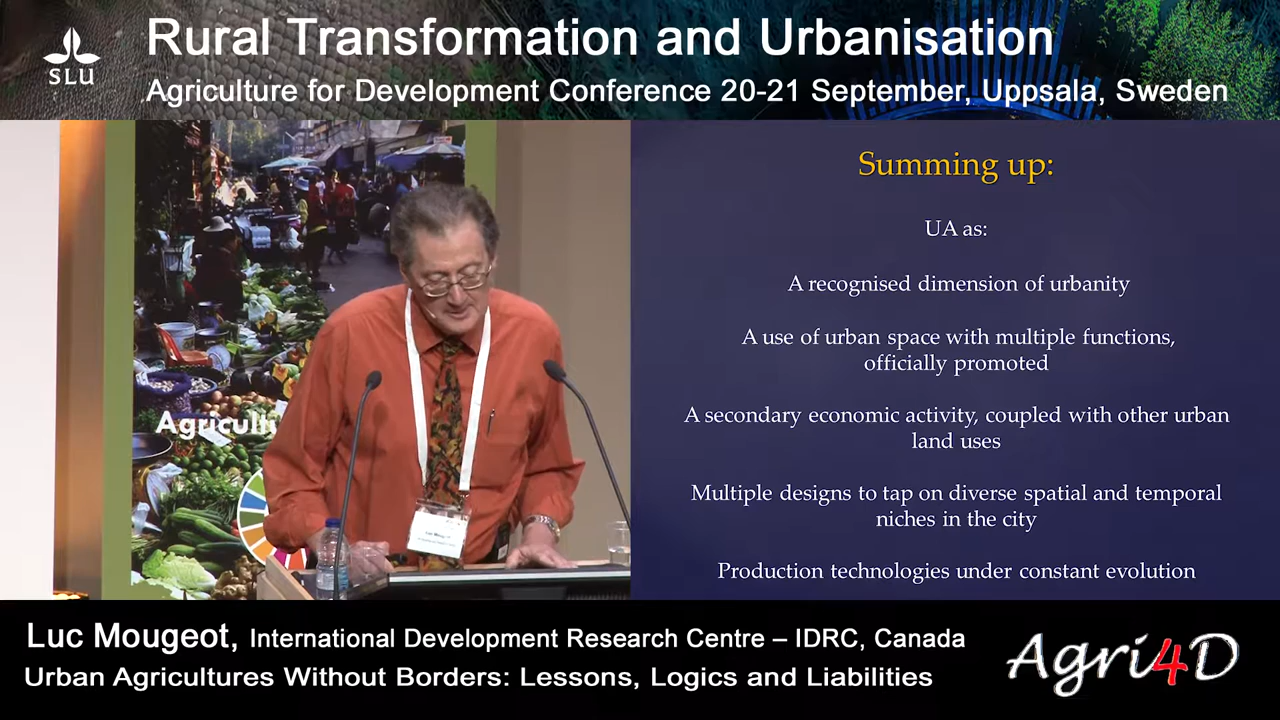 SLU
Rural Transformation and Urbanisation
Agriculture for Development Conference 20-21 September, Uppsala, Sweden
Summing up:
UA as:
A recognised dimension of urbanity
A use of urban space with multiple functions,
officially promoted
A secondary economic activity, coupled with other urban
land uses
Multiple designs to tap on diverse spatial and temporal
niches in the city
Production technologies under constant evolution
Luc Mougeot, International Development Research Centre – IDRC, Canada
Urban Agricultures Without Borders: Lessons, Logics and Liabilities
Agri4D